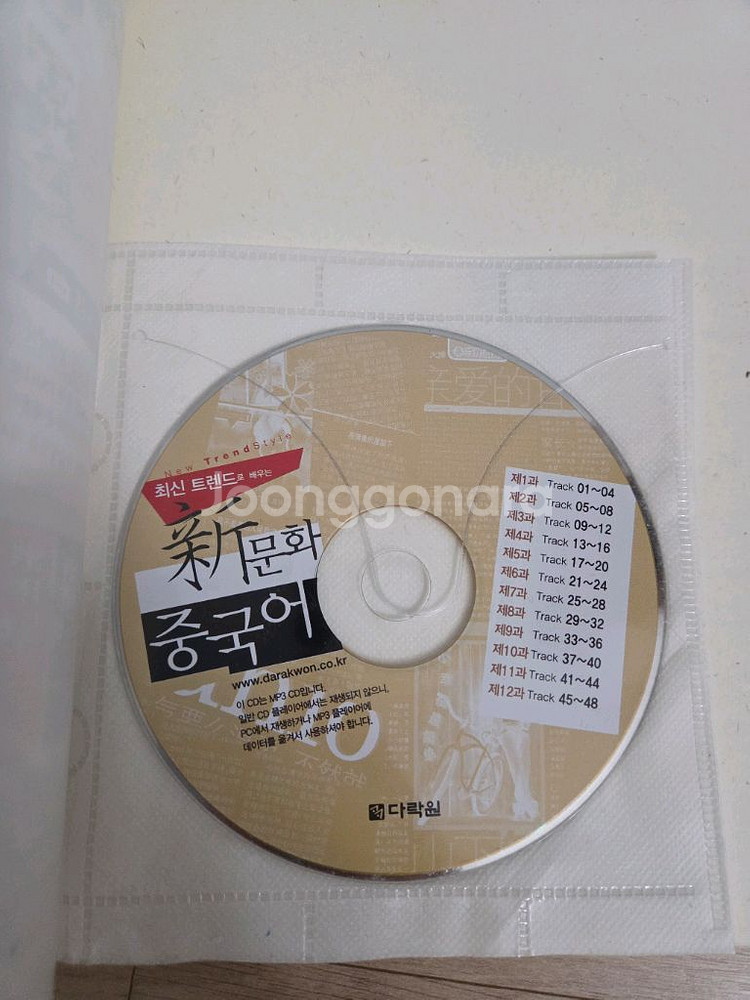 New TrendStyle
최신 트렌드로 배우는
新문화
중국어
www.darakwon.co.kr
이 CD는 MP3 CD입니다.
일반 CD 플레이어에서는 재생되지 않으니,
PC에서 재생하거나 MP3 플레이어에
데이터를 옮겨서 사용하셔야 합니다.
제1과 Track 01~04
제2과 Track 05~08
제3과 Track 09~12
제4과 Track 13~16
제5과 Track 17~20
제6과 Track 21~24
제7과 Track 25~28
제8과 Track 29~32
제9과 Track 33~36
제10과 Track 37~40
제11과 Track 41~44
제12과 Track 45~48
다락원
爱的
Joonggonara